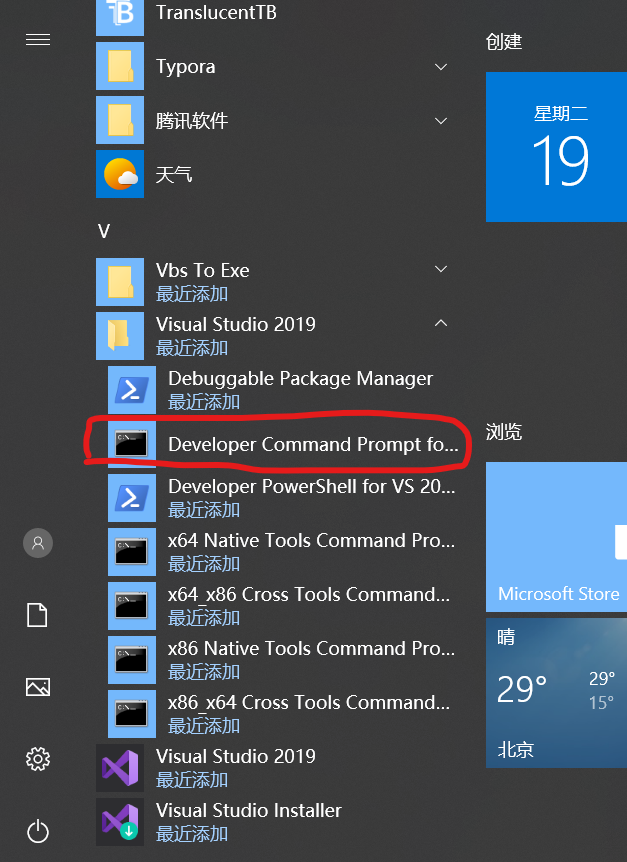 TranslucentTB
Typora
腾讯软件
天气
V
Vbs To Exe
最近添加
Visual Studio 2019
最近添加
Debuggable Package Manager
最近添加
Developer Command Prompt fo...
Developer PowerShell for VS 20...
最近添加
x64 Native Tools Command Pro...
最近添加
x64_x86 Cross Tools Command...
最近添加
x86 Native Tools Command Pro...
最近添加
x86_x64 Cross Tools Command...
最近添加
Visual Studio 2019
最近添加
Visual Studio Installer
最近添加
创建
星期二
19
浏览
Microsoft Store
晴
29° 29°
15°
北京